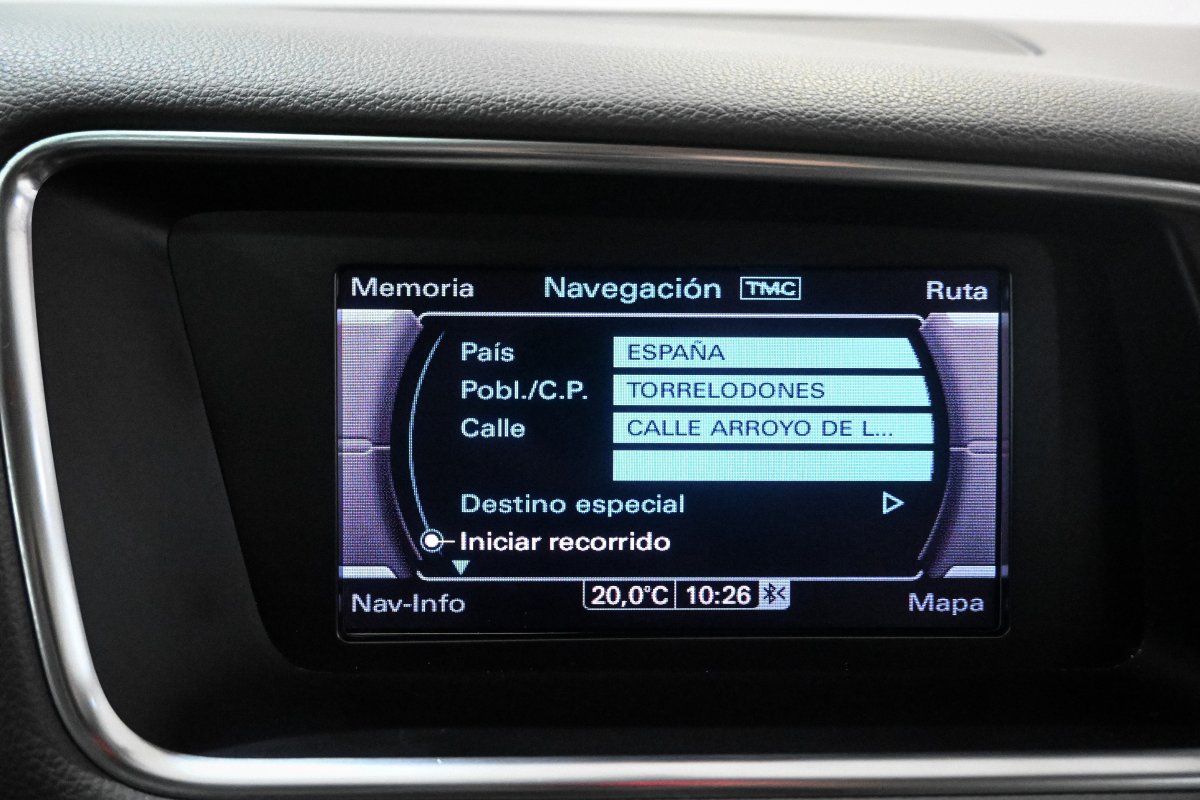 Memoria Navegación TMC Ruta
País ESPAÑA
Pobl./C.P. TORRELODONES
Calle CALLE ARROYO DE L...
Destino especial
Iniciar recorrido
Nav-Info 20,0°C 10:26 Mapa